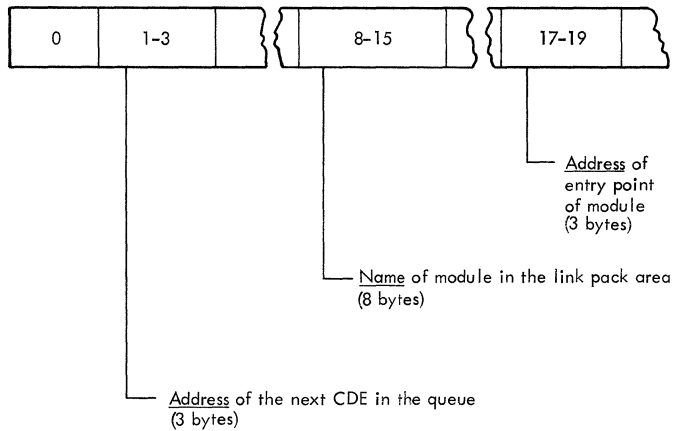 0 1-3 8-15 17-19
Address of
entry point
of module
(3 bytes)
Name of module in the link pack area
(8 bytes)
Address of the next CDE in the queue
(3 bytes)